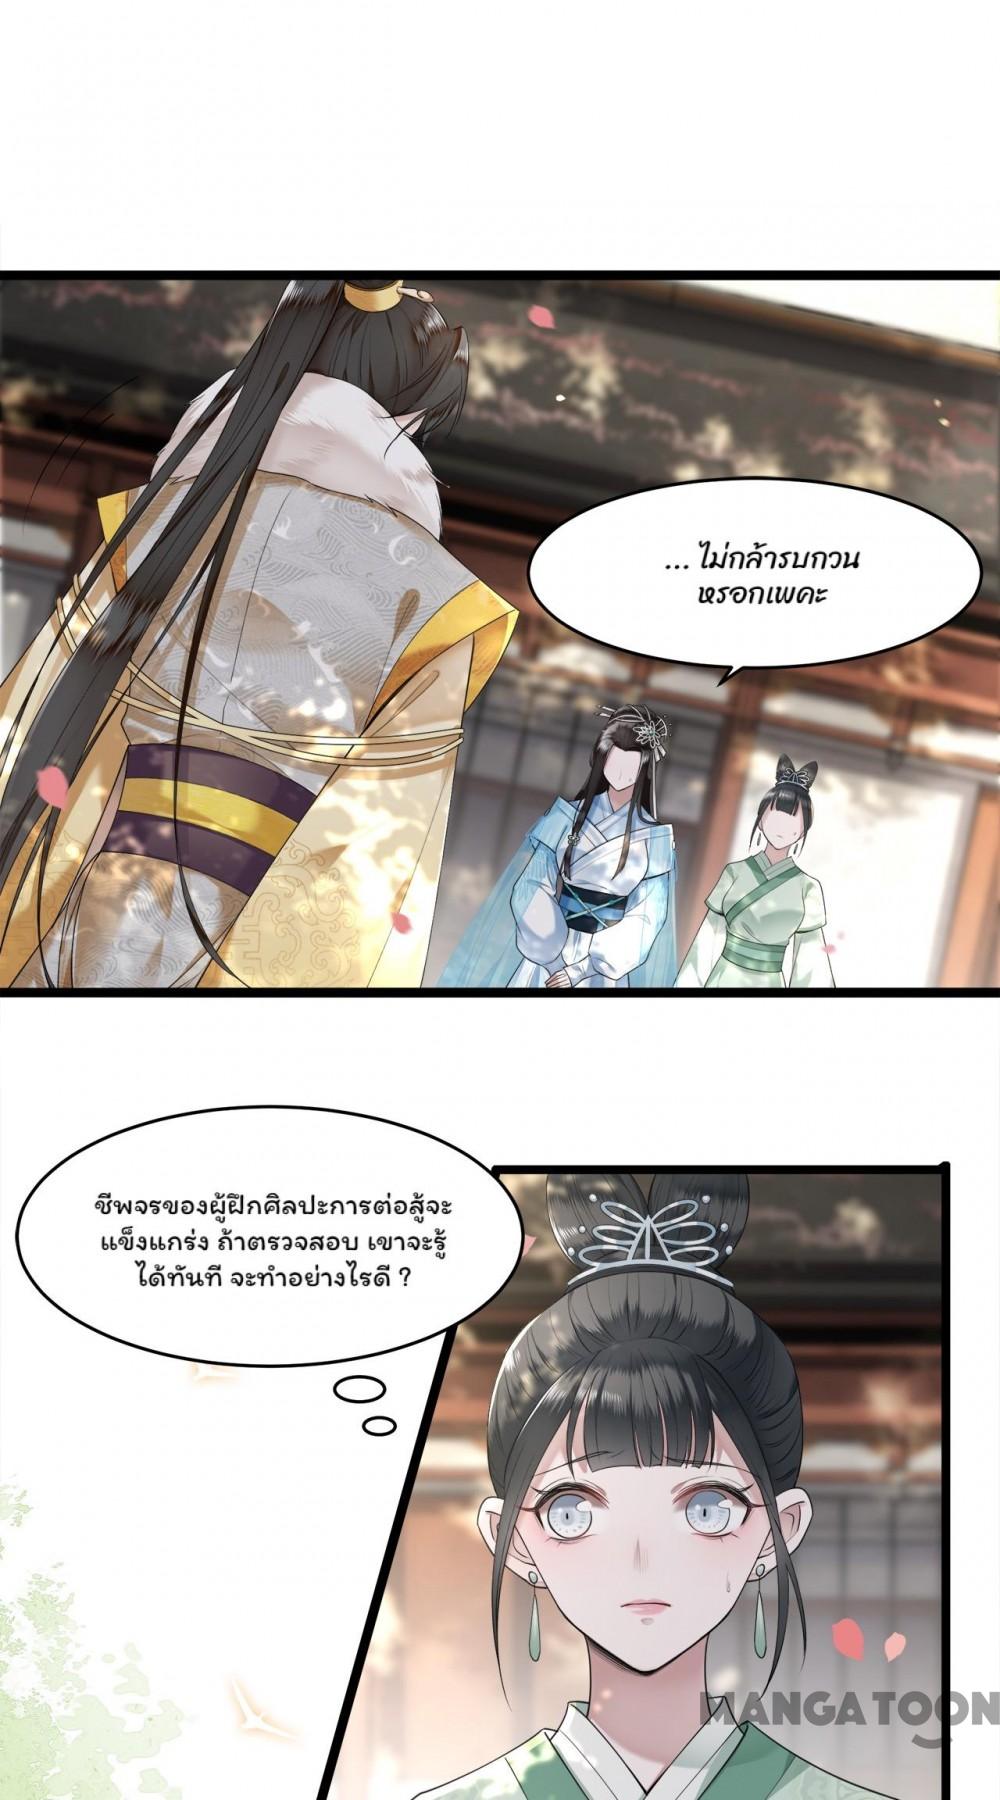 ... ไม่กล้ารบกวน
หรอกเพคะ
ชีพจรของผู้ฝึกศิลปะการต่อสู้จะ
แข็งแกร่ง ถ้าตรวจสอบ เขาจะรู้
ได้ทันที จะทำอย่างไรดี ?
MANGATOON